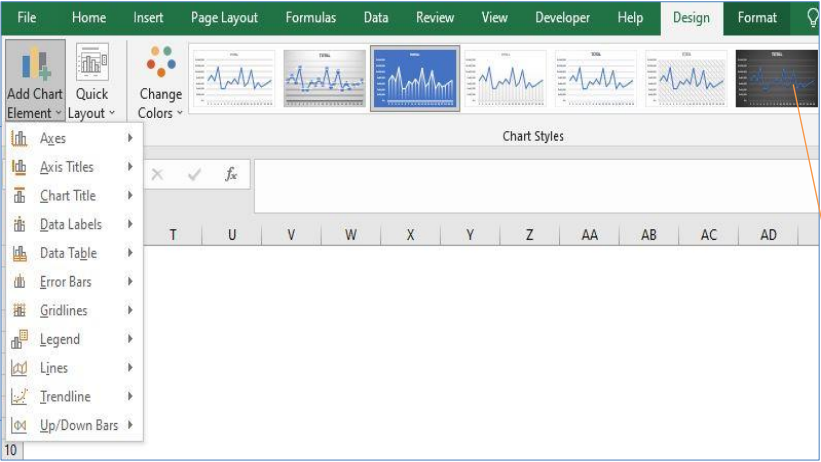 File Home Insert Page Layout Formulas Data Review View Developer Help Design Format
Add Chart Element
Quick Layout
Change Colors
Chart Styles
Axes
Axis Titles
Chart Title
Data Labels
Data Table
Error Bars
Gridlines
Legend
Lines
Trendline
Up/Down Bars
fx
T U V W X Y Z AA AB AC AD
10